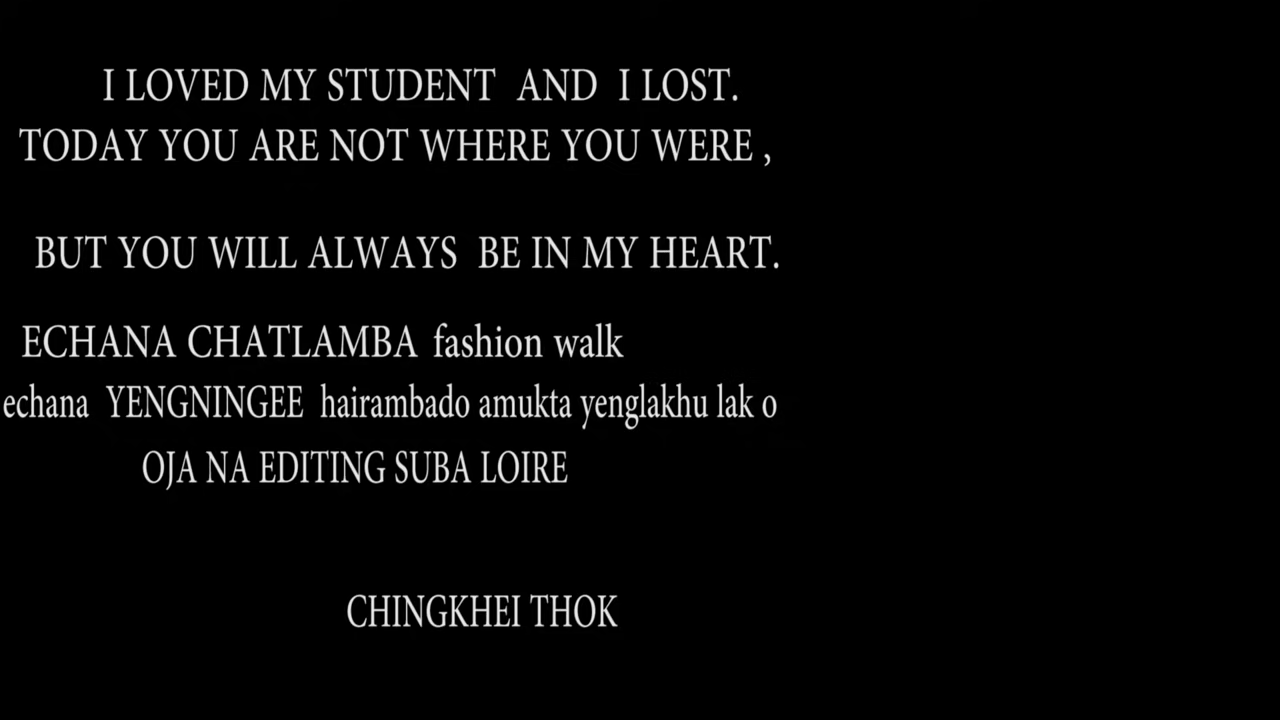 I LOVED MY STUDENT AND I LOST.
TODAY YOU ARE NOT WHERE YOU WERE ,
BUT YOU WILL ALWAYS BE IN MY HEART.
ECHANA CHATLAMBA fashion walk
echana YENGNINGEE hairambado amukta yenglakhu lak o
OJA NA EDITING SUBA LOIRE
CHINGKHEI THOK